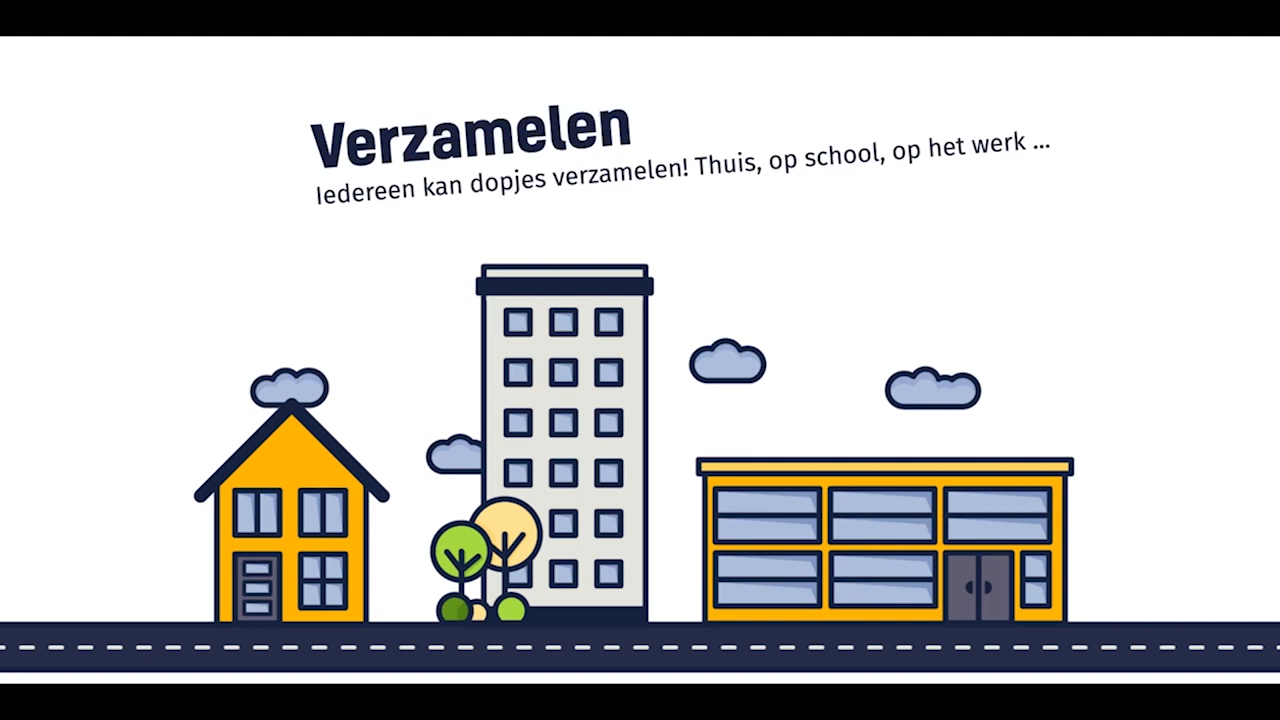 Verzamelen
Iedereen kan dopjes verzamelen! Thuis, op school, op het werk ...